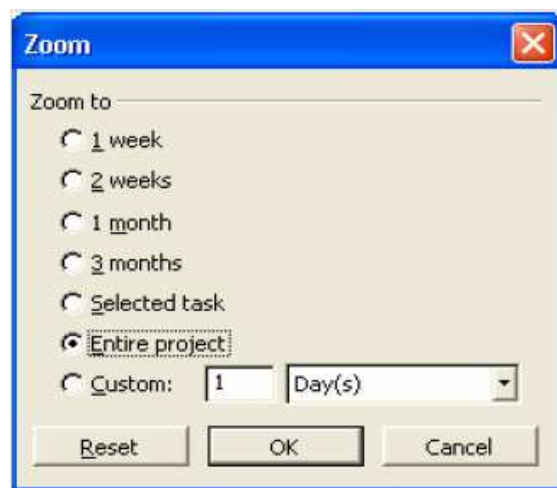 Zoom
Zoom to
1 week
2 weeks
1 month
3 months
Selected task
Entire project
Custom: 1 Day(s)
Reset OK Cancel